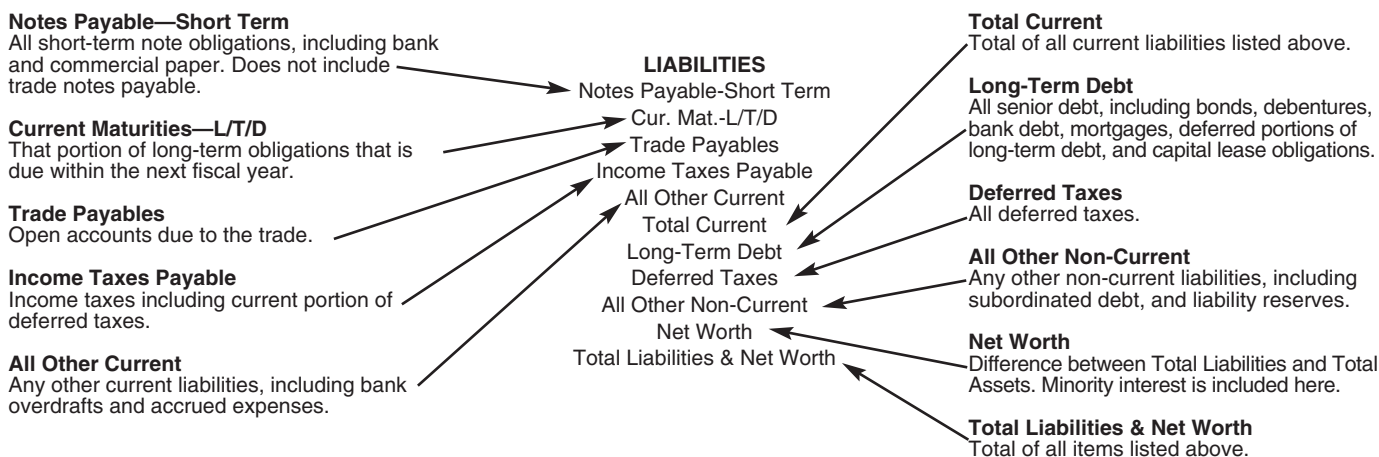 Notes Payable—Short Term
All short-term note obligations, including bank
and commercial paper. Does not include
trade notes payable.
Current Maturities—L/T/D
That portion of long-term obligations that is
due within the next fiscal year.
Trade Payables
Open accounts due to the trade.
Income Taxes Payable
Income taxes including current portion of
deferred taxes.
All Other Current
Any other current liabilities, including bank
overdrafts and accrued expenses.
LIABILITIES
Notes Payable-Short Term
Cur. Mat.-L/T/D
Trade Payables
Income Taxes Payable
All Other Current
Total Current
Long-Term Debt
Deferred Taxes
All Other Non-Current
Net Worth
Total Liabilities & Net Worth
Total Current
Total of all current liabilities listed above.
Long-Term Debt
All senior debt, including bonds, debentures,
bank debt, mortgages, deferred portions of
long-term debt, and capital lease obligations.
Deferred Taxes
All deferred taxes.
All Other Non-Current
Any other non-current liabilities, including
subordinated debt, and liability reserves.
Net Worth
Difference between Total Liabilities and Total
Assets. Minority interest is included here.
Total Liabilities & Net Worth
Total of all items listed above.